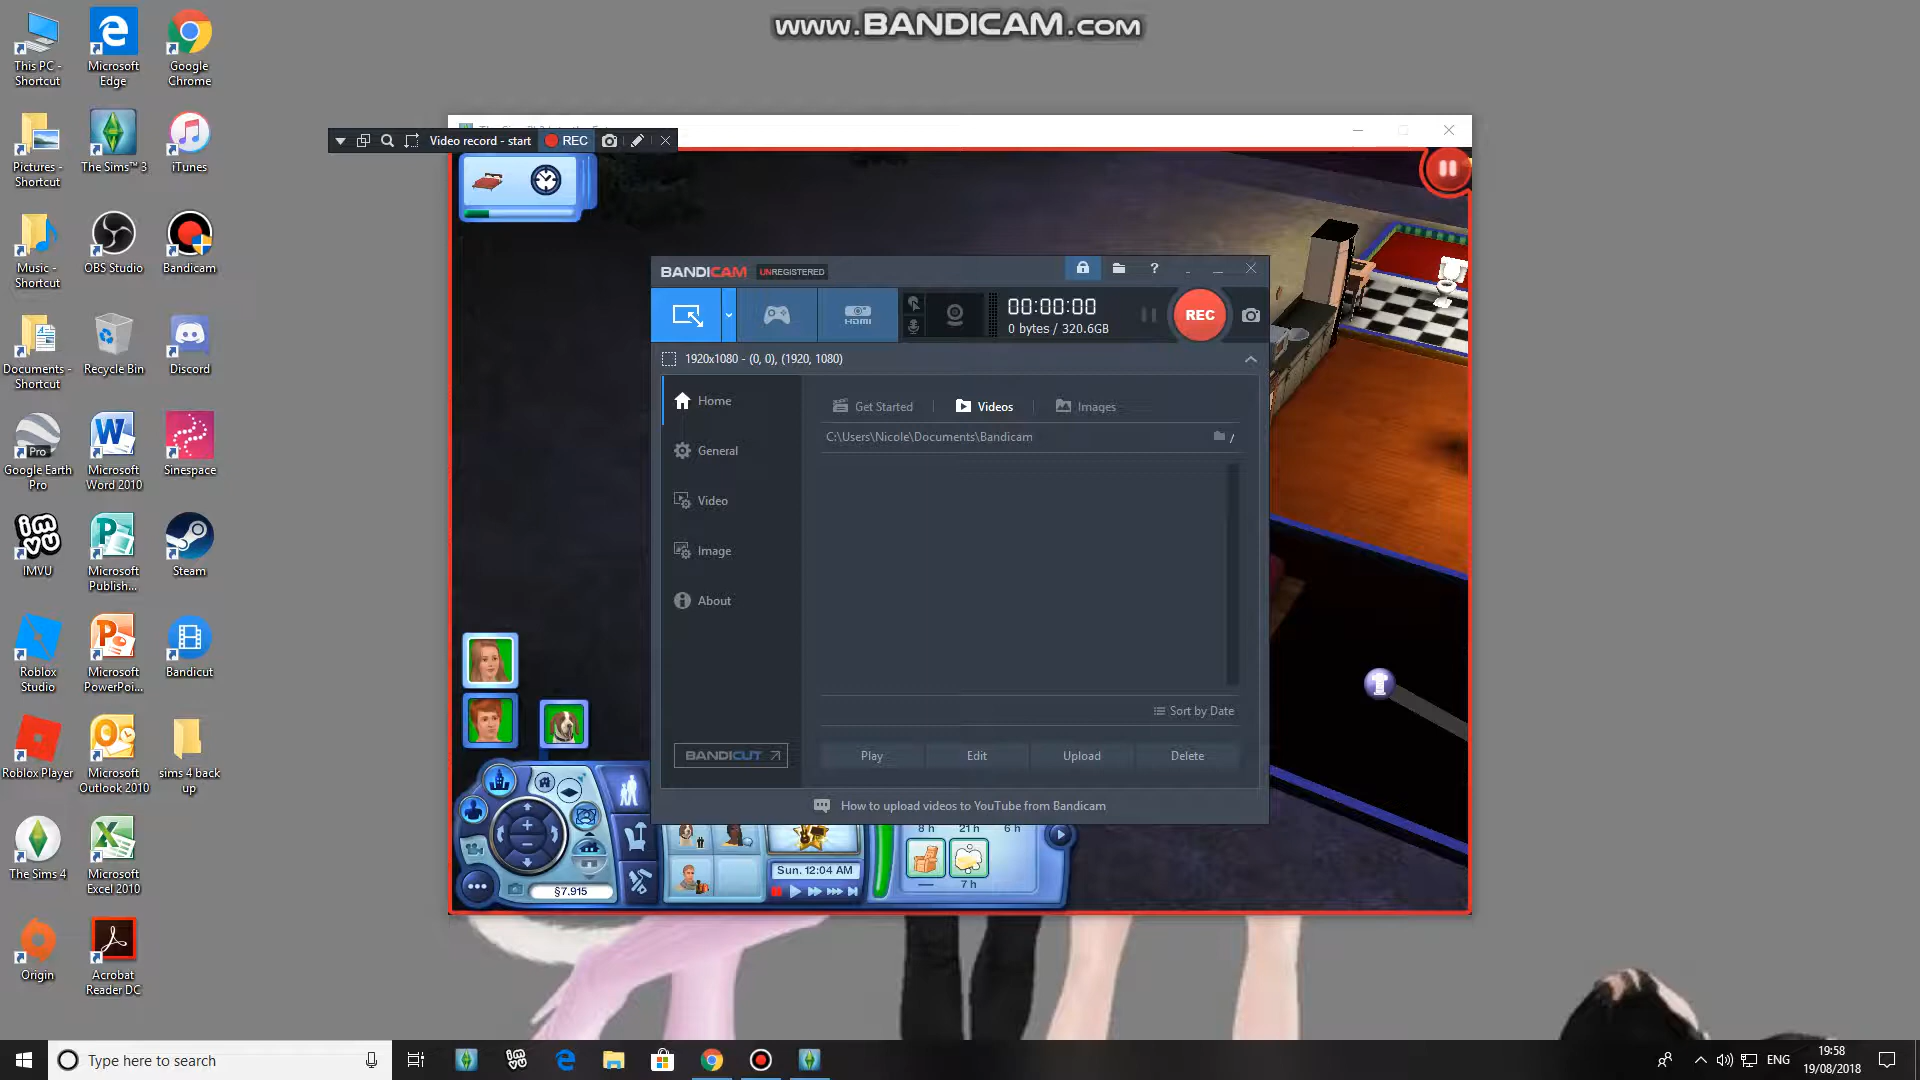 www.BANDICAM.com
This PC -
Shortcut
Microsoft
Edge
Google
Chrome
Pictures -
Shortcut
The Sims™ 3
iTunes
Music -
Shortcut
OBS Studio
Bandicam
Documents -
Shortcut
Recycle Bin
Discord
Google Earth
Pro
Pro
Microsoft
Word 2010
Sinespace
IMVU
Microsoft
Publish...
Steam
Roblox
Studio
Microsoft
PowerPoi...
Bandicut
Roblox Player
Microsoft
Outlook 2010
sims 4 back
up
The Sims 4
Microsoft
Excel 2010
Origin
Acrobat
Reader DC
Video record - start
REC
BANDICAM
UNREGISTERED
?
HDMI
00:00:00
0 bytes / 320.6GB
REC
1920x1080 - (0, 0), (1920, 1080)
Home
General
Video
Image
About
BANDICUT
Get Started
Videos
Images
C:\Users\Nicole\Documents\Bandicam
Sort by Date
Play
Edit
Upload
Delete
How to upload videos to YouTube from Bandicam
§7.915
Sun. 12:04 AM
8 h
21 h
6 h
7 h
Type here to search
ENG
19:58
19/08/2018